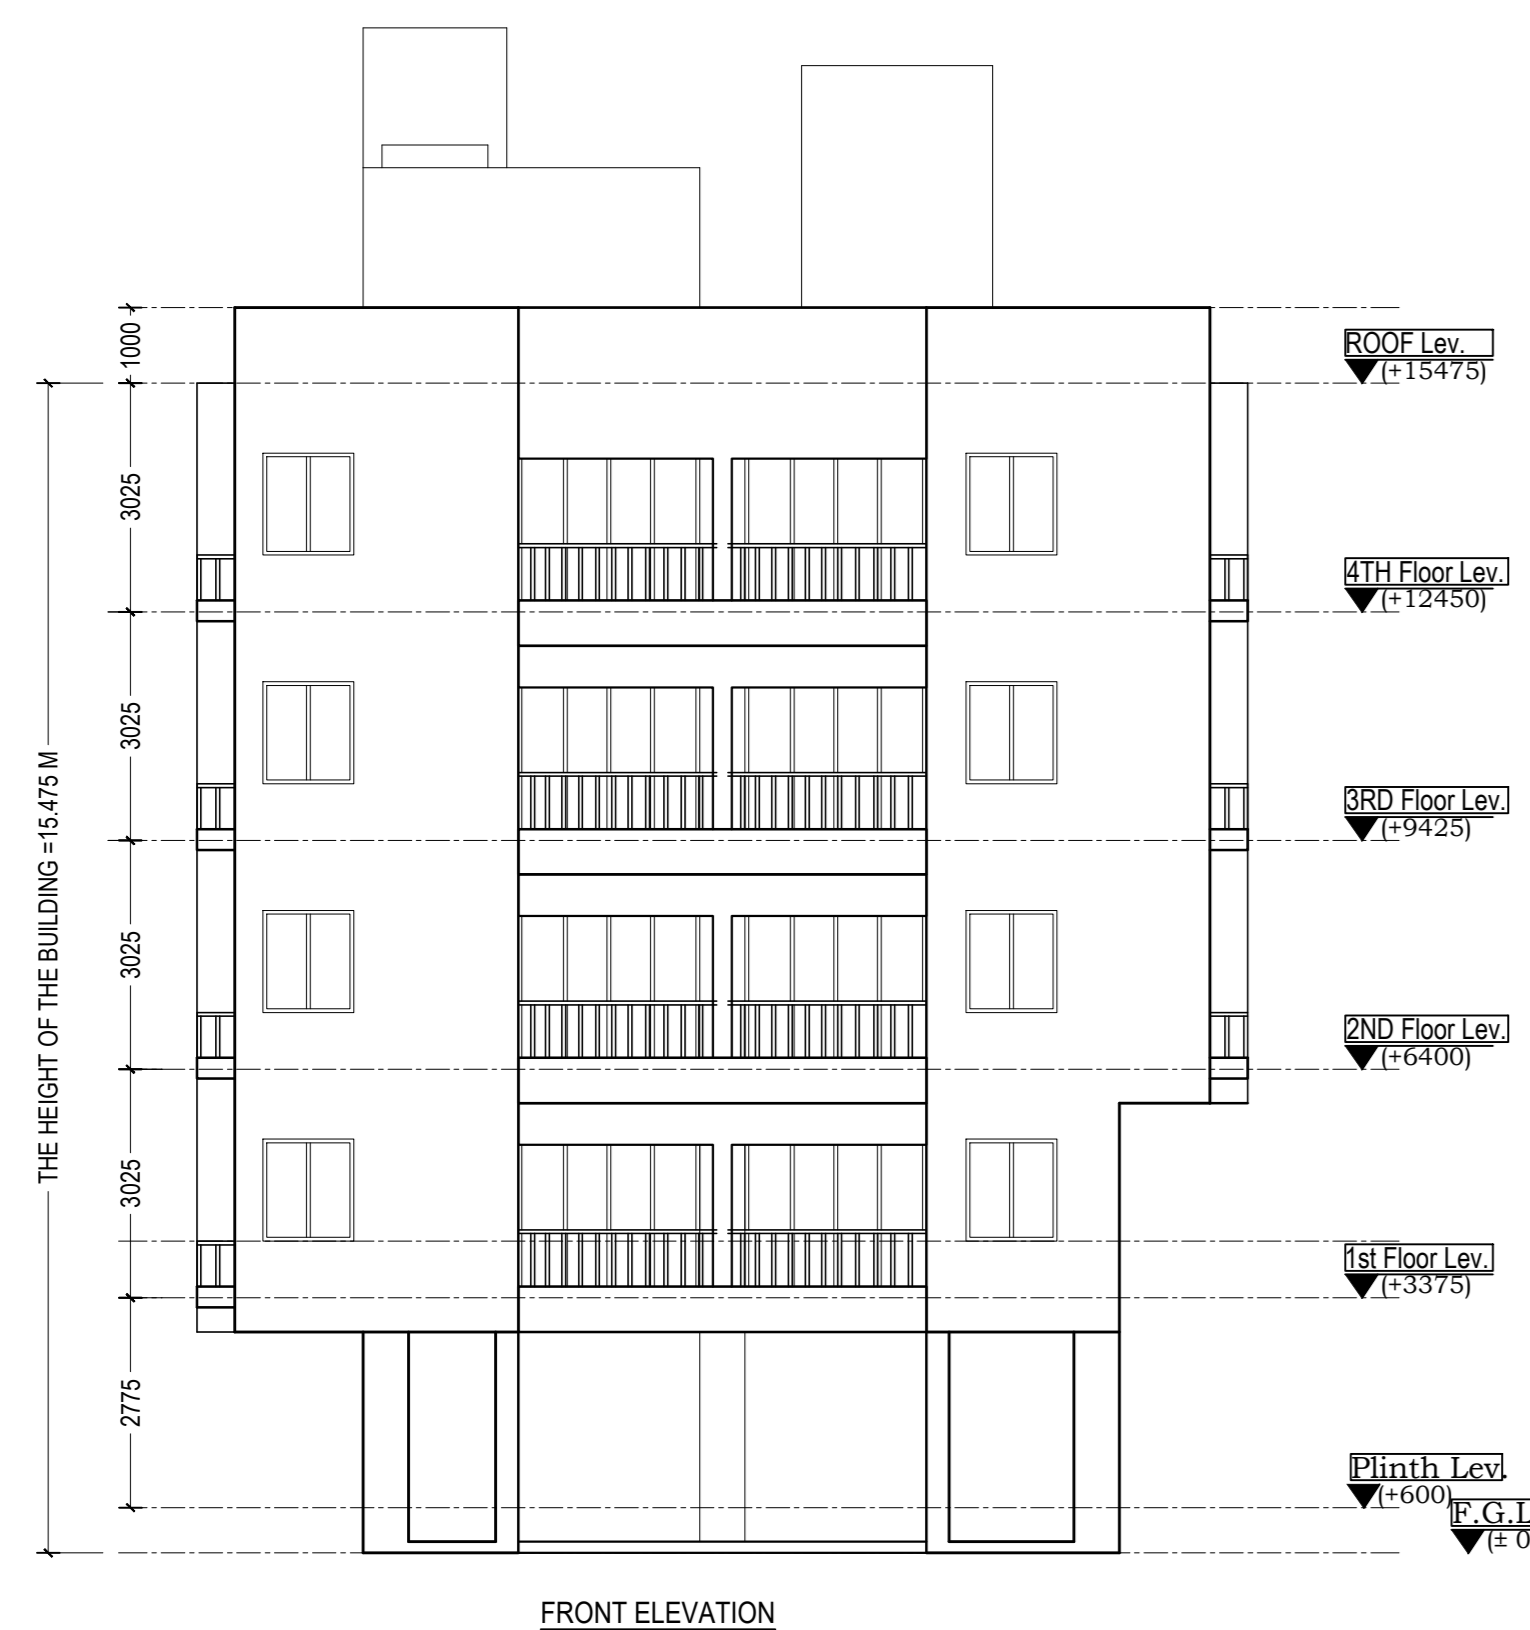 1000
ROOF Lev.
(+15475)
3025
4TH Floor Lev.
(+12450)
3025
3RD Floor Lev.
(+9425)
THE HEIGHT OF THE BUILDING =15.475 M
3025
2ND Floor Lev.
(+6400)
3025
1st Floor Lev.
(+3375)
2775
Plinth Lev.
(+600)
F.G.L
(± 0
FRONT ELEVATION